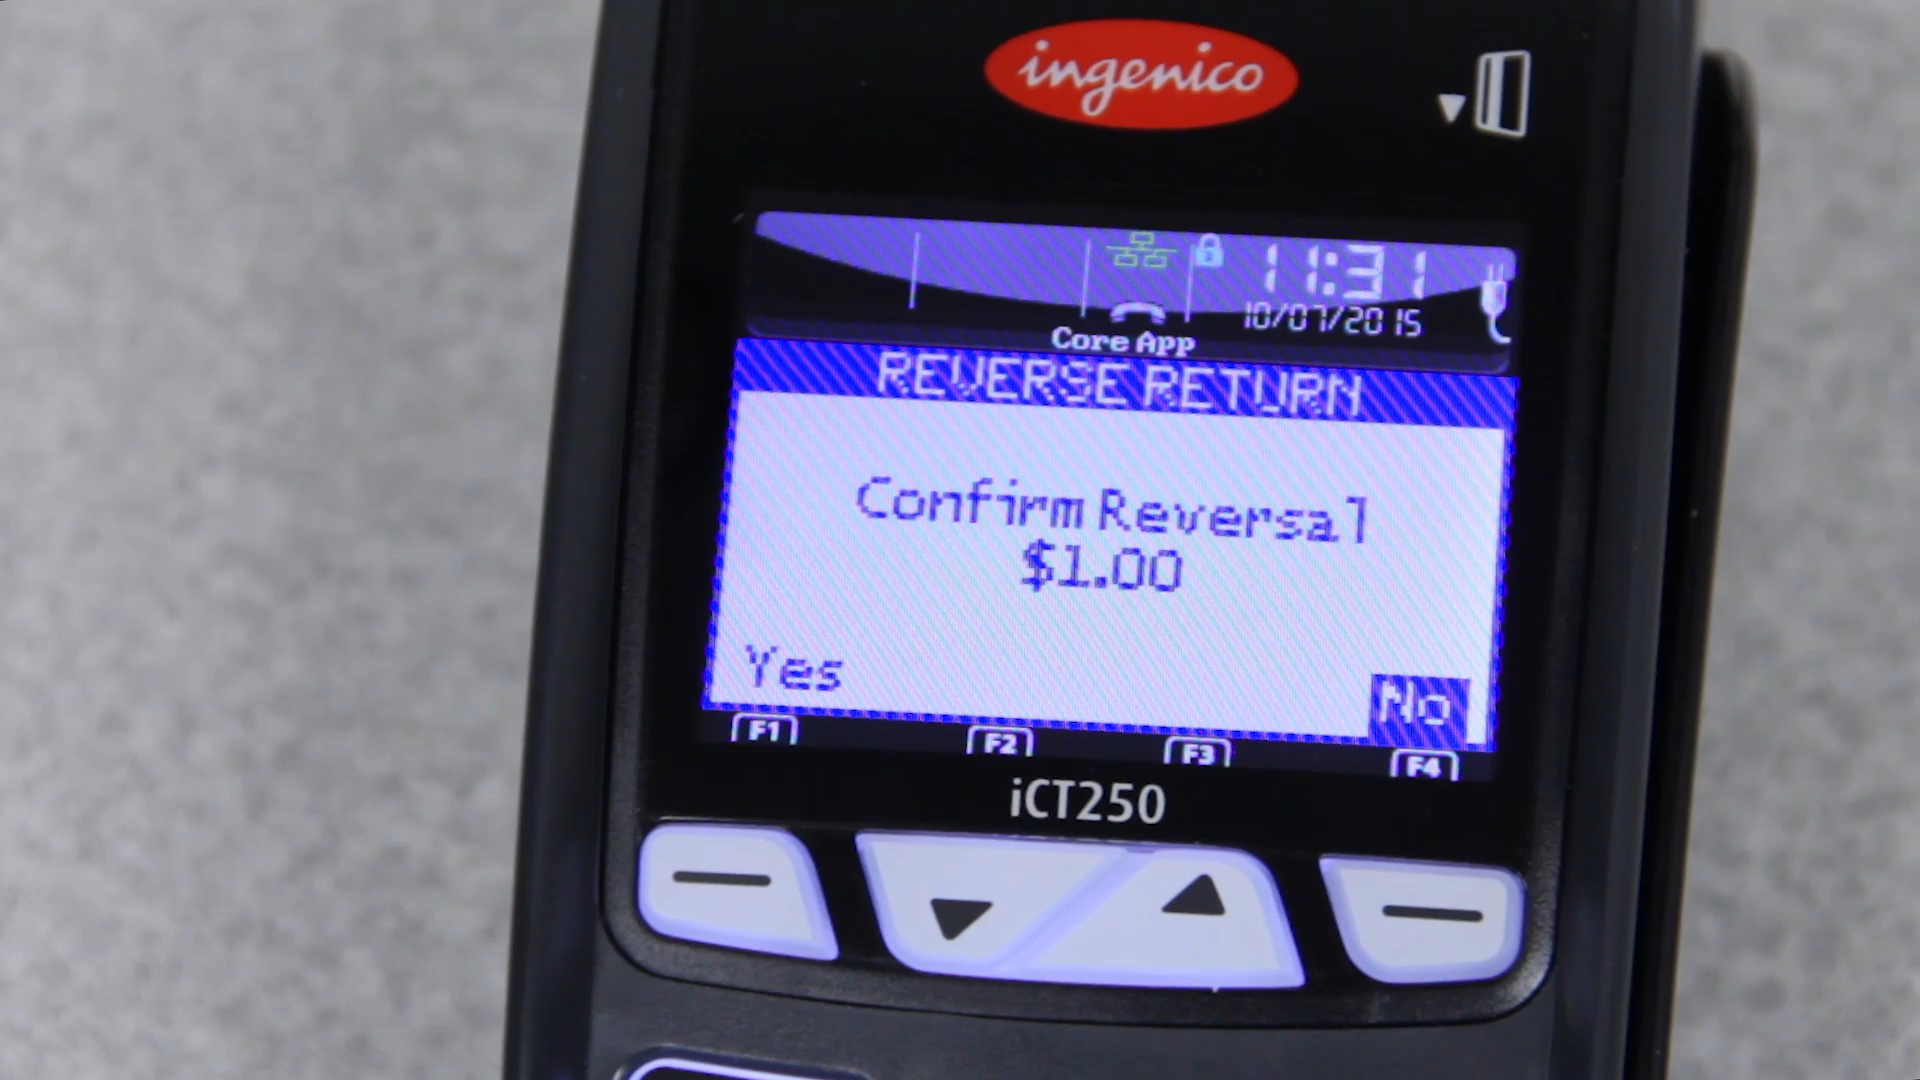 ingenico
11:31
10/07/2015
Core App
REVERSE RETURN
Confirm Reversal
$1.00
Yes No
F1 F2 F3 F4
iCT250